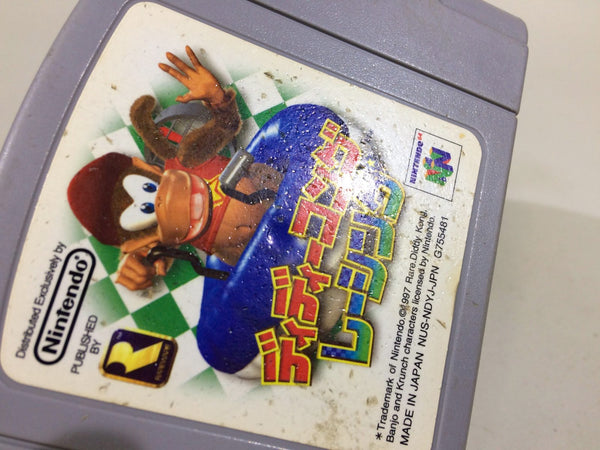 Distributed Exclusively by
Nintendo
PUBLISHED
BY
ディディーコング
レーシング
NINTENDO64
*Trademark of Nintendo.©1997 Rare.Diddy Kong,
Banjo and Krunch characters licensed by Nintendo.
MADE IN JAPAN NUS-NDYJ-JPN G755481